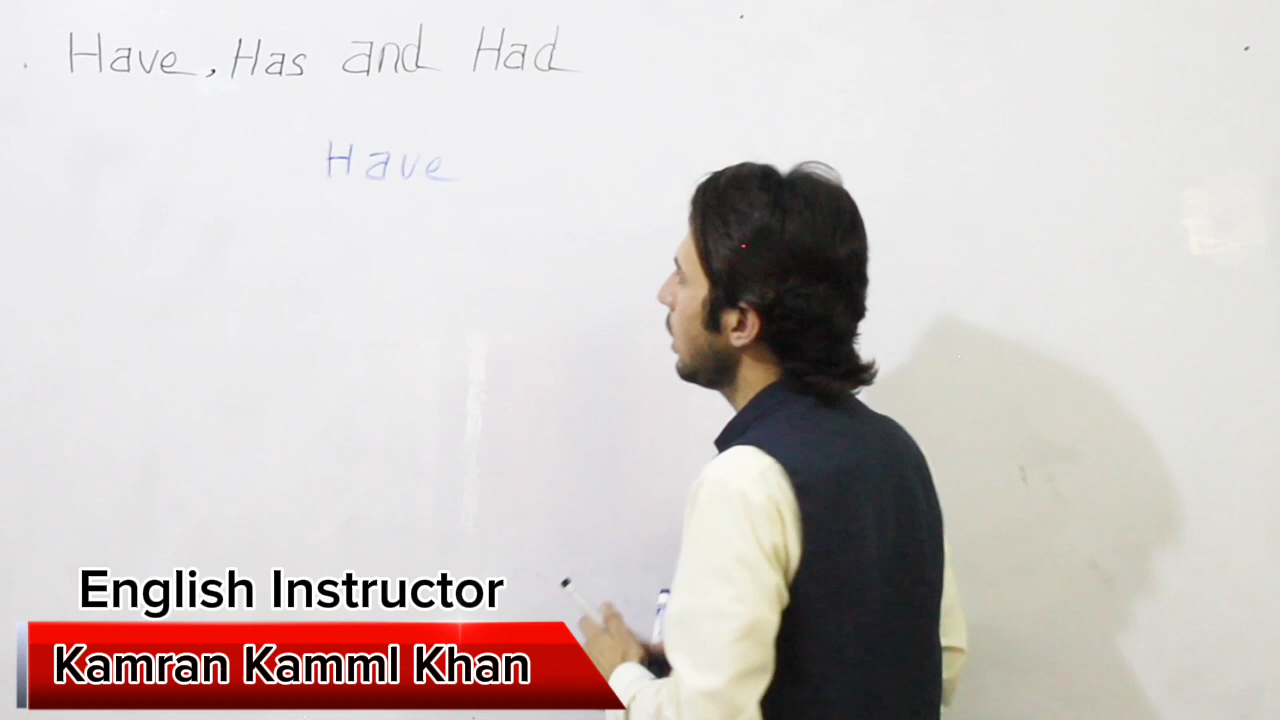 Have, Has and Had
Have
English Instructor
Kamran Kamml Khan